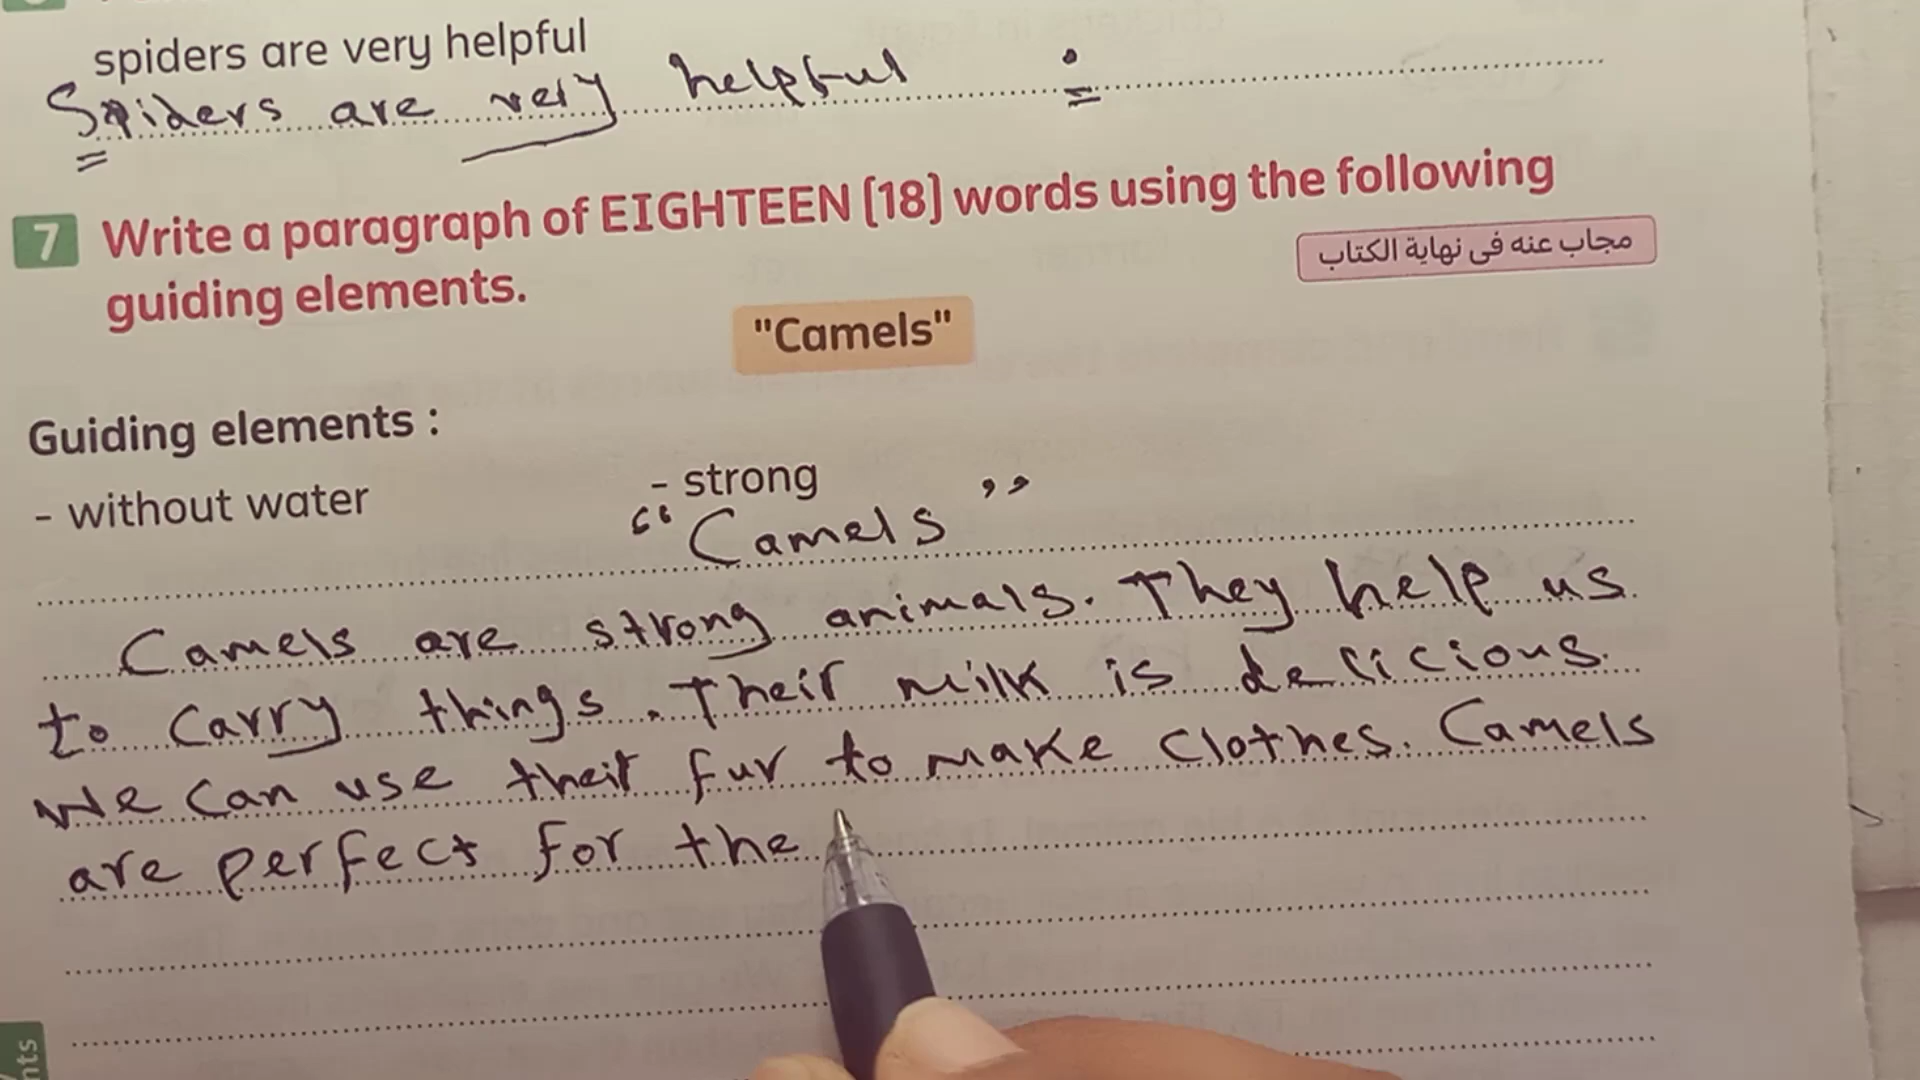 spiders are very helpful
Spiders are very helpful .
7 Write a paragraph of EIGHTEEN (18) words using the following
guiding elements.
مجاب عنه فى نهاية الكتاب
"Camels"
Guiding elements :
- without water
- strong
“ Camels ”
Camels are strong animals. They help us
to carry things. Their milk is delicious.
We can use their fur to make clothes. Camels
are perfect for the